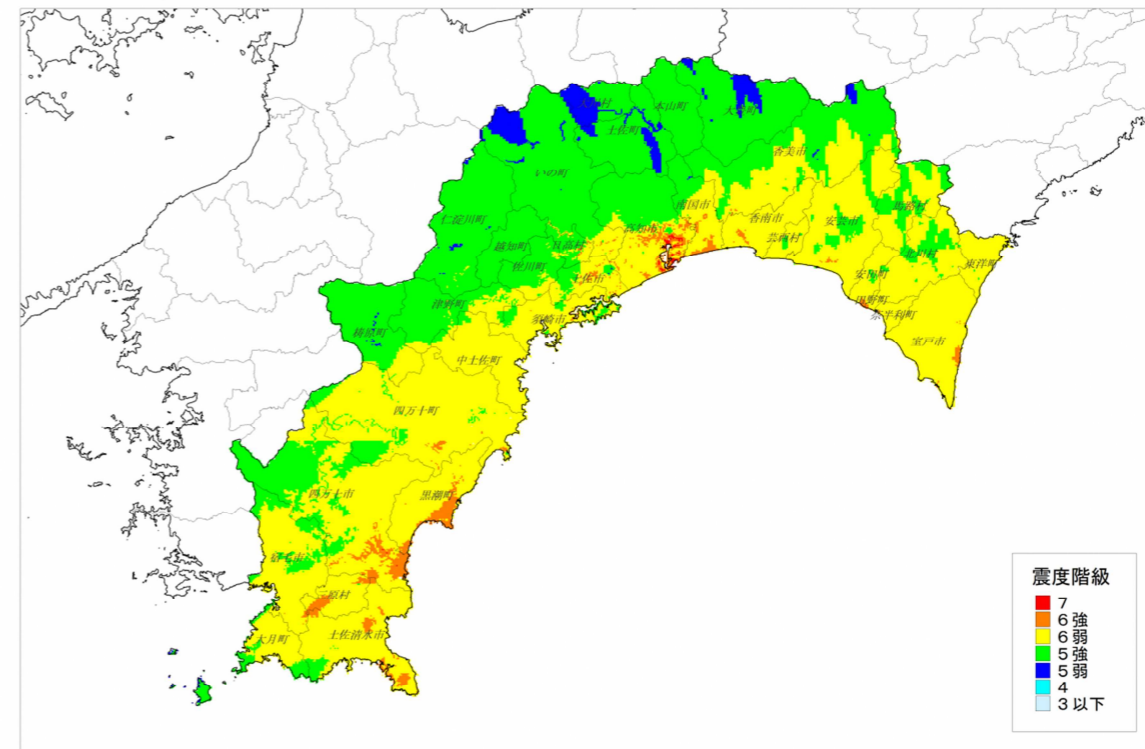 本山町
土佐町
いの町
香美市
南国市
仁淀川町
高知市
香南市
安芸市
馬路村
越知町
日高村
芸西村
佐川町
土佐市
北川村
東洋町
安田町
津野町
田野町
奈半利町
須崎市
梼原町
室戸市
中土佐町
四万十町
四万十市
黒潮町
宿毛市
三原村
大月町
土佐清水市
震度階級
7
6強
6弱
5強
5弱
4
3以下